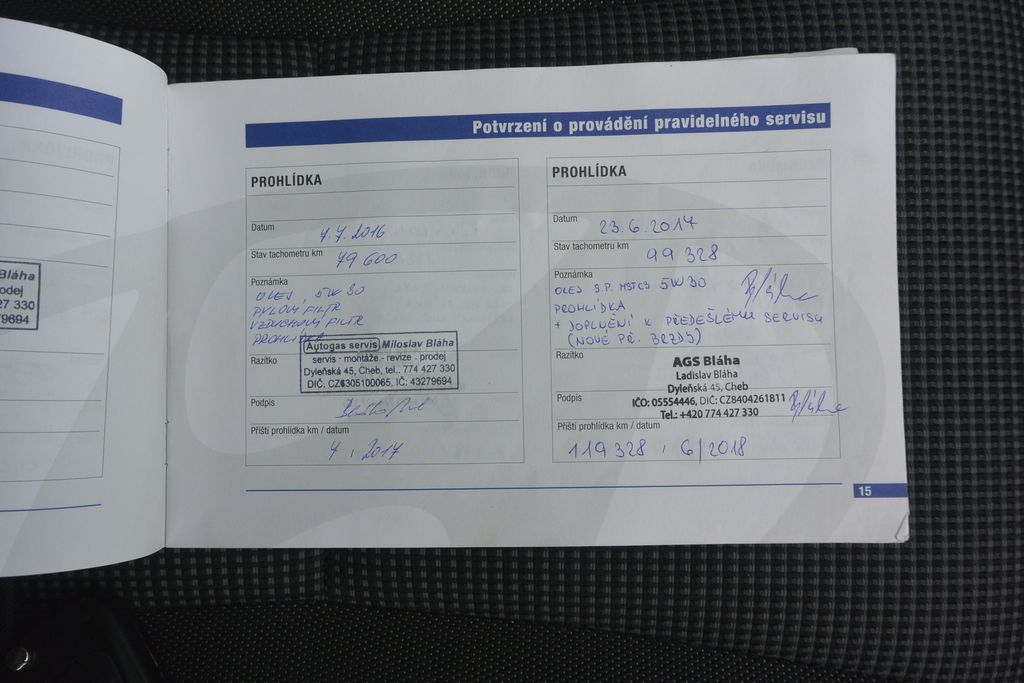 Bláha
odej
27 330
9694
Potvrzení o provádění pravidelného servisu
PROHLÍDKA
Datum 4.7.2016
Stav tachometru km 79 600
Poznámka
OLEJ, 5W30
PYLOVÝ FILTR
VZDUCHOVÝ FILTR
PROHLÍDKA
Razítko
Autogas servis Miloslav Bláha
servis - montáže - revize - prodej
Dyleňská 45, Cheb, tel.. 774 427 330
DIČ. CZ6305100065, IČ: 43279694
Podpis
Příští prohlídka km / datum
7, 2017
PROHLÍDKA
Datum 23.6.2017
Stav tachometru km 99 328
Poznámka
OLEJ 5W30
PROHLÍDKA
+ DOPLNĚNÍ K PŘEDEŠLÉMU SERVISU
(NOVÉ PŘ. BRZDY)
Razítko
AGS Bláha
Ladislav Bláha
Dyleňská 45, Cheb
IČO: 05554446, DIČ: CZ8404261811
Tel.: +420 774 427 330
Podpis
Příští prohlídka km / datum
119 328, 6/2018
15